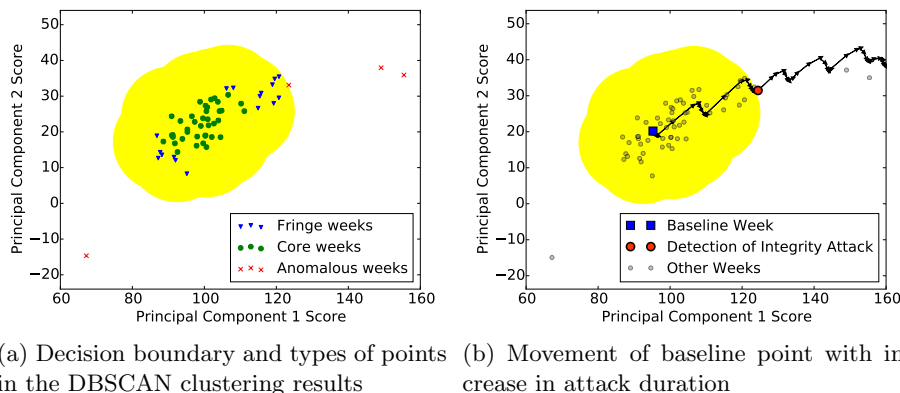 Principal Component 2 Score
50
40
30
20
10
0
−10
−20
60 80 100 120 140 160
Principal Component 1 Score
Fringe weeks
Core weeks
Anomalous weeks
Principal Component 2 Score
50
40
30
20
10
0
−10
−20
60 80 100 120 140 160
Principal Component 1 Score
Baseline Week
Detection of Integrity Attack
Other Weeks
(a) Decision boundary and types of points
in the DBSCAN clustering results
(b) Movement of baseline point with in
crease in attack duration